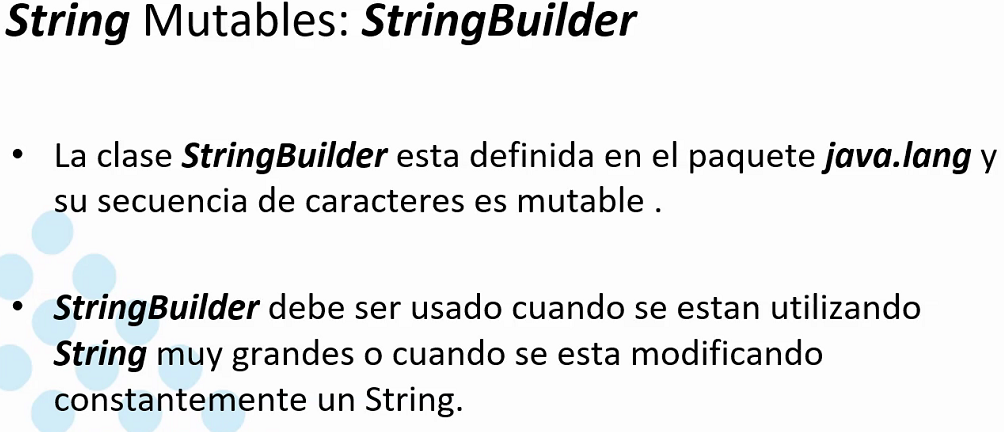 String Mutables: StringBuilder
• La clase StringBuilder esta definida en el paquete java.lang y
su secuencia de caracteres es mutable .
• StringBuilder debe ser usado cuando se estan utilizando
String muy grandes o cuando se esta modificando
constantemente un String.